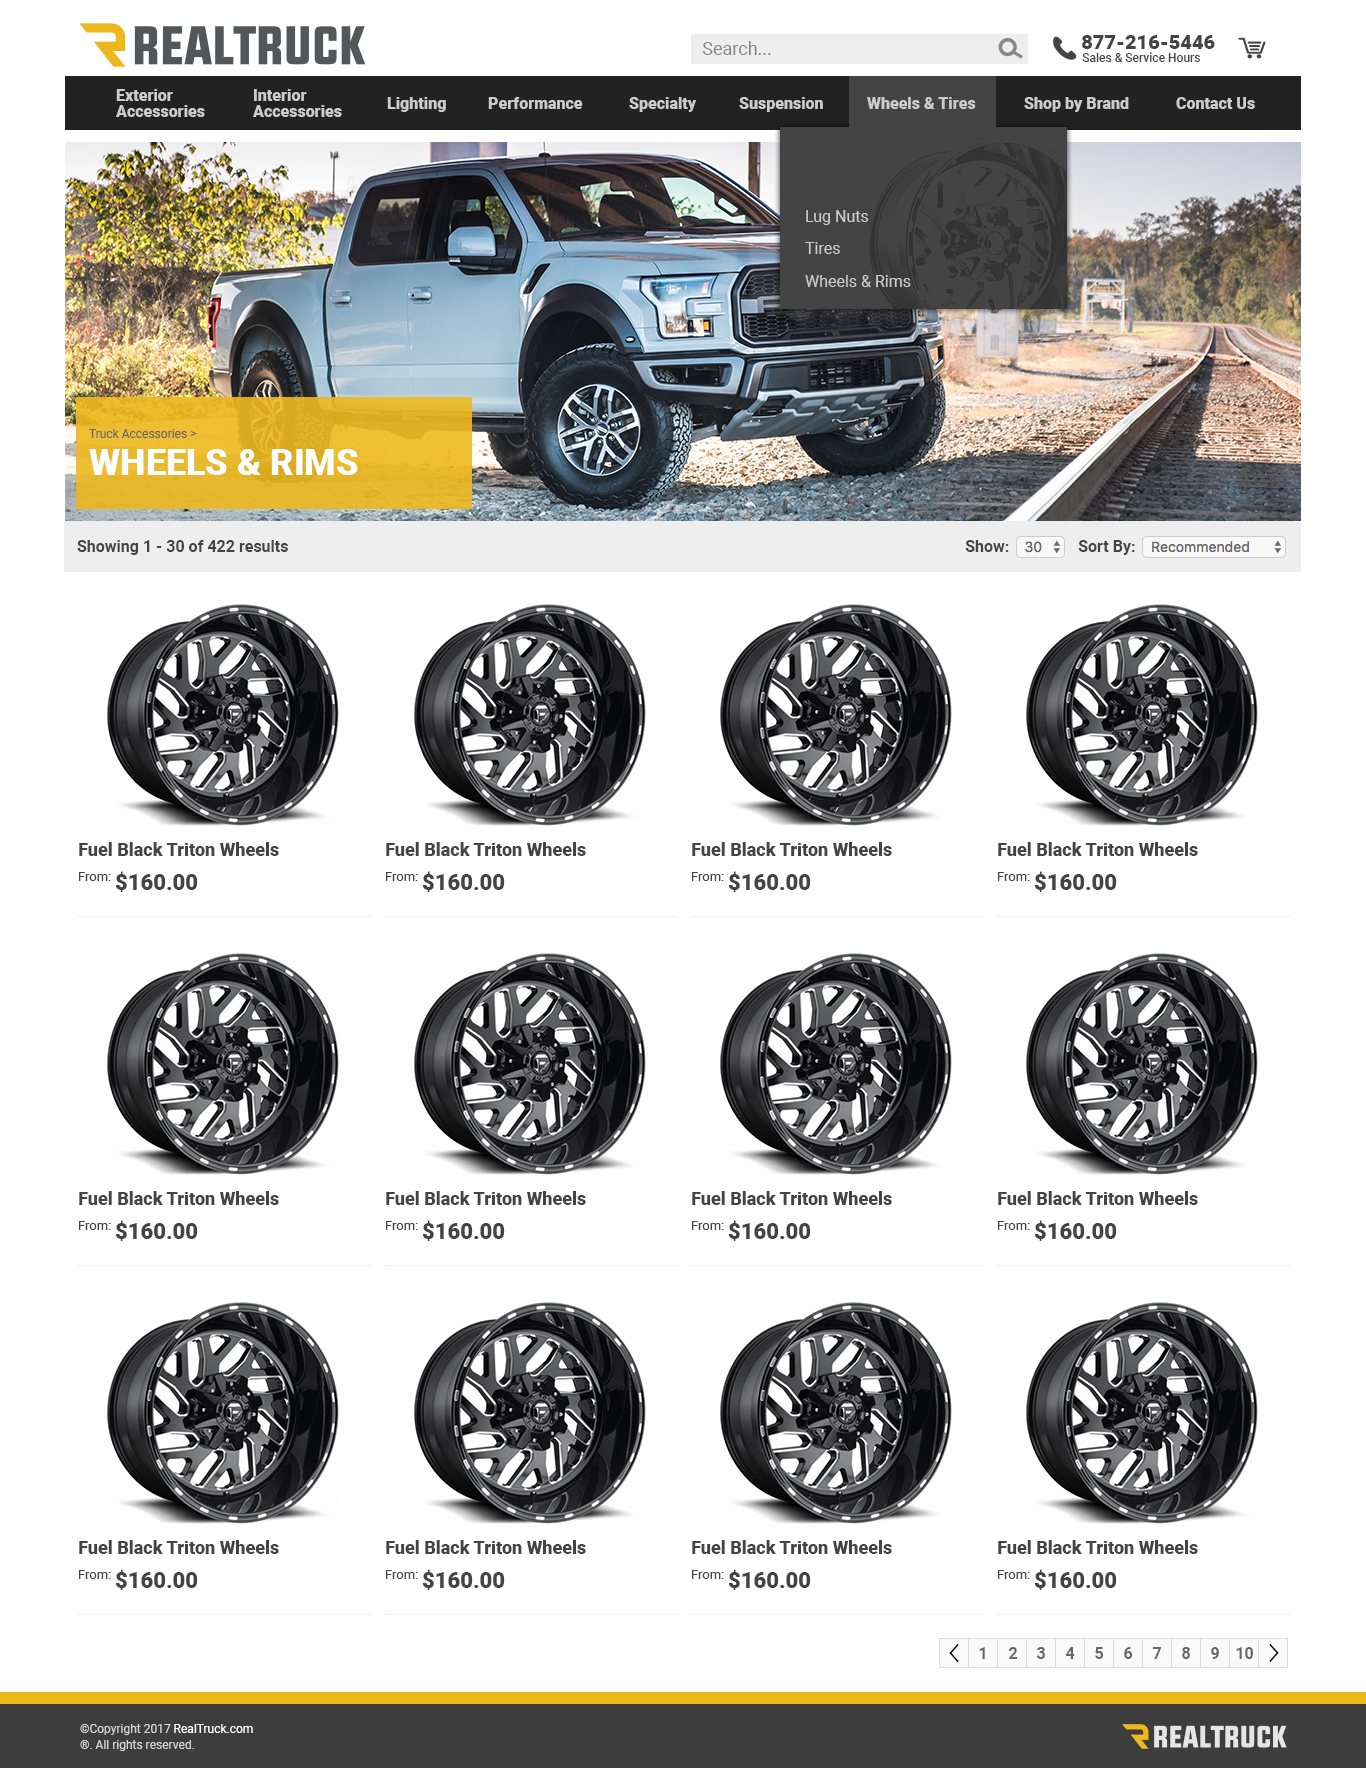 REALTRUCK
Search...
877-216-5446
Sales & Service Hours
Exterior
Accessories
Interior
Accessories
Lighting
Performance
Specialty
Suspension
Wheels & Tires
Shop by Brand
Contact Us
Lug Nuts
Tires
Wheels & Rims
Truck Accessories >
WHEELS & RIMS
Showing 1 - 30 of 422 results
Show: 30
Sort By: Recommended
Fuel Black Triton Wheels
From: $160.00
Fuel Black Triton Wheels
From: $160.00
Fuel Black Triton Wheels
From: $160.00
Fuel Black Triton Wheels
From: $160.00
Fuel Black Triton Wheels
From: $160.00
Fuel Black Triton Wheels
From: $160.00
Fuel Black Triton Wheels
From: $160.00
Fuel Black Triton Wheels
From: $160.00
Fuel Black Triton Wheels
From: $160.00
Fuel Black Triton Wheels
From: $160.00
Fuel Black Triton Wheels
From: $160.00
Fuel Black Triton Wheels
From: $160.00
1 2 3 4 5 6 7 8 9 10
©Copyright 2017 RealTruck.com
®. All rights reserved.
REALTRUCK